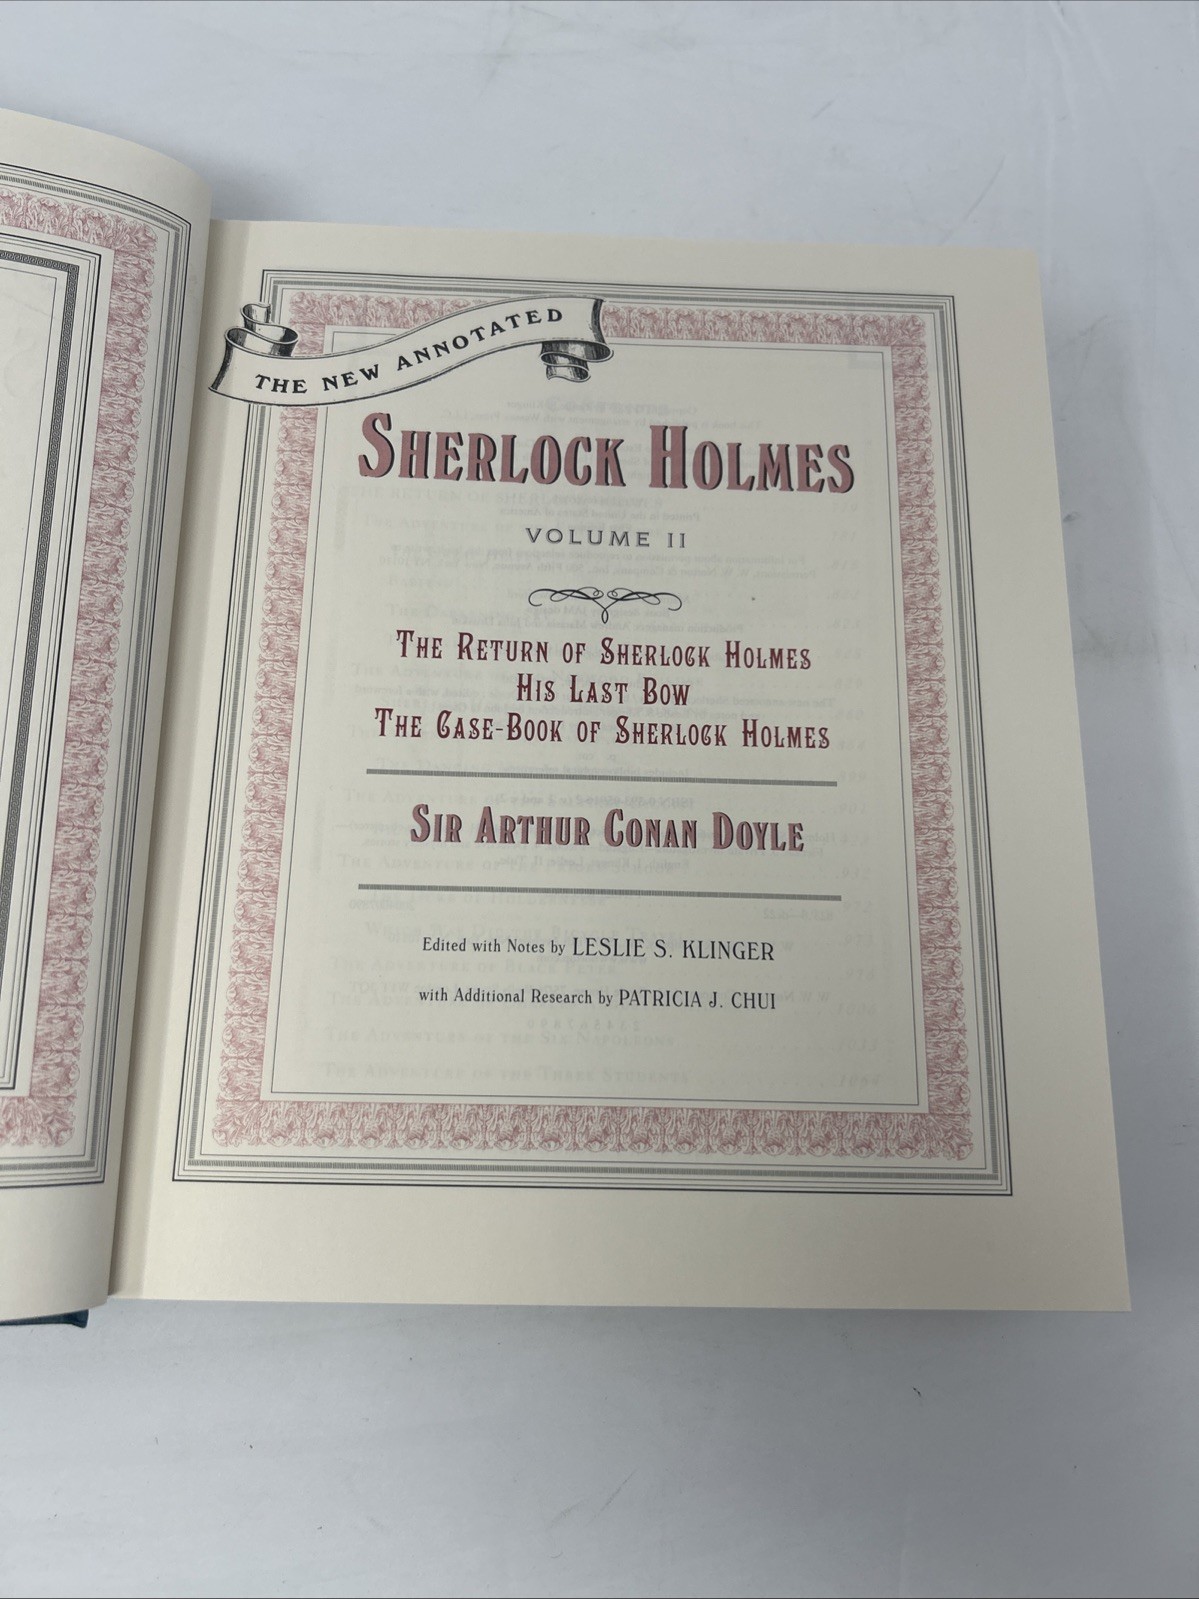 THE NEW ANNOTATED
SHERLOCK HOLMES
VOLUME II
THE RETURN OF SHERLOCK HOLMES
HIS LAST BOW
THE CASE-BOOK OF SHERLOCK HOLMES
SIR ARTHUR CONAN DOYLE
Edited with Notes by LESLIE S. KLINGER
with Additional Research by PATRICIA J. CHUI